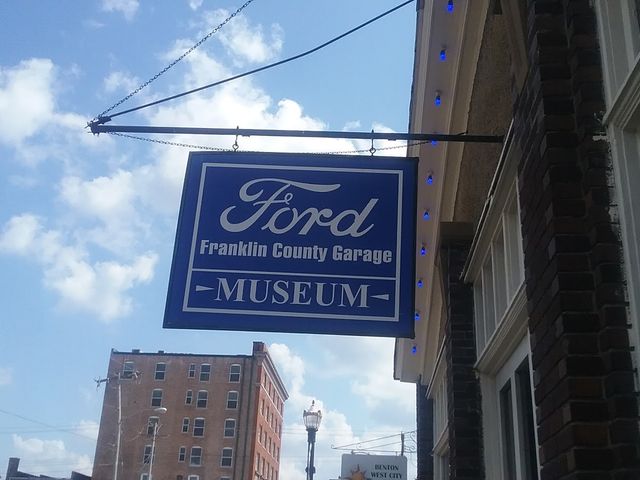 Ford
Franklin County Garage
MUSEUM
BENTON
WEST CITY